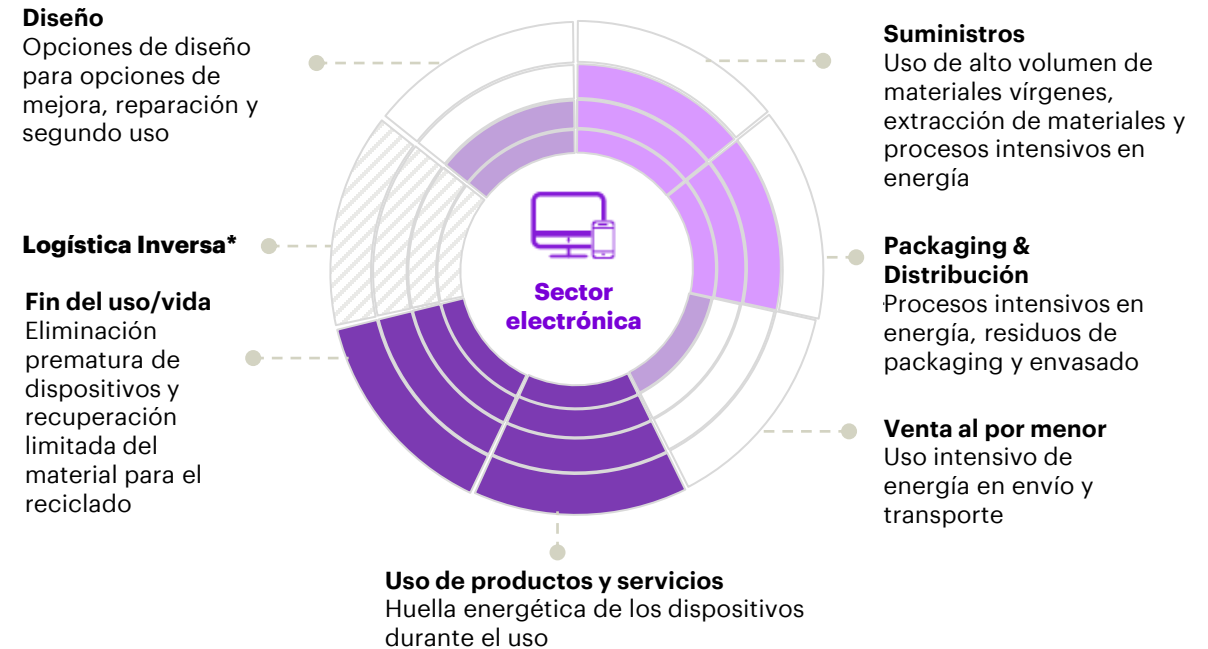 Diseño
Opciones de diseño
para opciones de
mejora, reparación y
segundo uso
Logística Inversa*
Fin del uso/vida
Eliminación
prematura de
dispositivos y
recuperación
limitada del
material para el
reciclado
Sector
electrónica
Suministros
Uso de alto volumen de
materiales vírgenes,
extracción de materiales y
procesos intensivos en
energía
Packaging &
Distribución
Procesos intensivos en
energía, residuos de
packaging y envasado
Venta al por menor
Uso intensivo de
energía en envío y
transporte
Uso de productos y servicios
Huella energética de los dispositivos
durante el uso